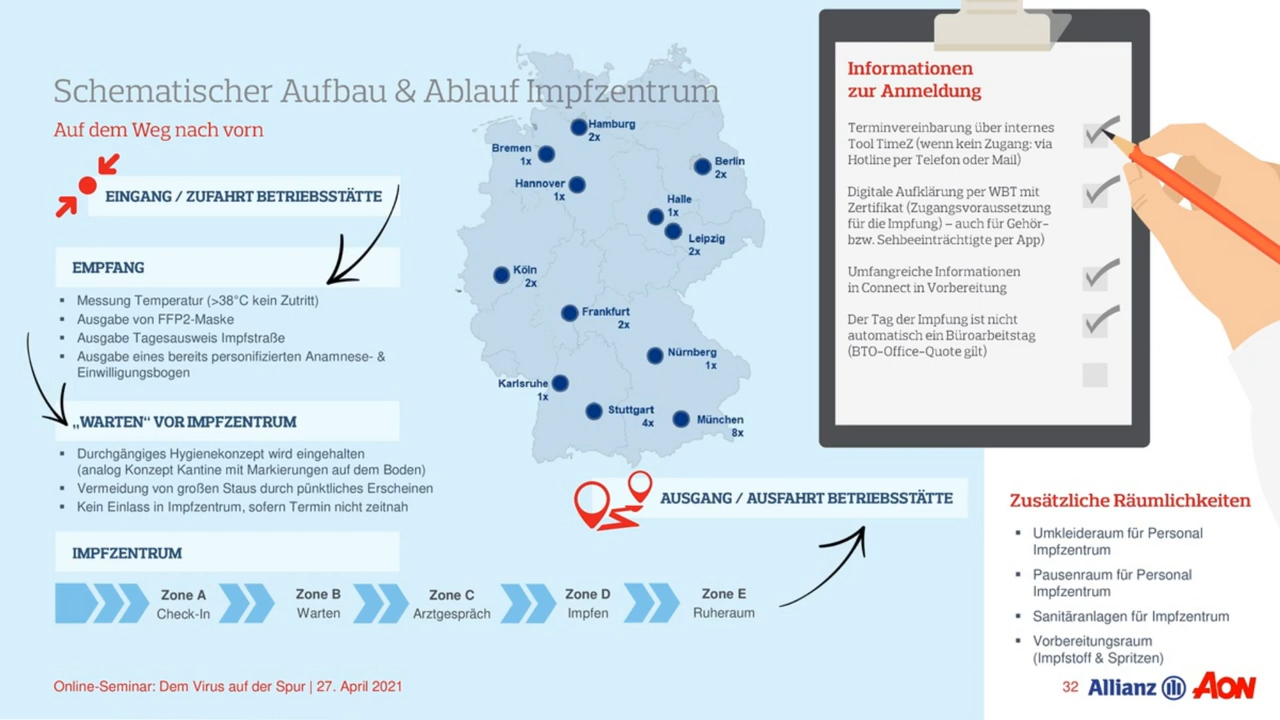 Schematischer Aufbau & Ablauf Impfzentrum
Auf dem Weg nach vorn
EINGANG / ZUFAHRT BETRIEBSSTÄTTE
EMPFANG
▪ Messung Temperatur (>38°C kein Zutritt)
▪ Ausgabe von FFP2-Maske
▪ Ausgabe Tagesausweis Impfstraße
▪ Ausgabe eines bereits personifizierten Anamnese- &
Einwilligungsbogen
„WARTEN“ VOR IMPFZENTRUM
▪ Durchgängiges Hygienekonzept wird eingehalten
(analog Konzept Kantine mit Markierungen auf dem Boden)
▪ Vermeidung von großen Staus durch pünktliches Erscheinen
▪ Kein Einlass in Impfzentrum, sofern Termin nicht zeitnah
IMPFZENTRUM
Zone A
Check-In
Zone B
Warten
Zone C
Arztgespräch
Zone D
Impfen
Zone E
Ruheraum
AUSGANG / AUSFAHRT BETRIEBSSTÄTTE
Hamburg
2x
Bremen
1x
Berlin
2x
Hannover
1x
Halle
1x
Leipzig
2x
Köln
2x
Frankfurt
2x
Nürnberg
1x
Karlsruhe
1x
Stuttgart
4x
München
8x
Informationen
zur Anmeldung
Terminvereinbarung über internes
Tool TimeZ (wenn kein Zugang: via
Hotline per Telefon oder Mail)
Digitale Aufklärung per WBT mit
Zertifikat (Zugangsvoraussetzung
für die Impfung) – auch für Gehör-
bzw. Sehbeeinträchtigte per App)
Umfangreiche Informationen
in Connect in Vorbereitung
Der Tag der Impfung ist nicht
automatisch ein Büroarbeitstag
(BTO-Office-Quote gilt)
Zusätzliche Räumlichkeiten
▪ Umkleideraum für Personal
Impfzentrum
▪ Pausenraum für Personal
Impfzentrum
▪ Sanitäranlagen für Impfzentrum
▪ Vorbereitungsraum
(Impfstoff & Spritzen)
Online-Seminar: Dem Virus auf der Spur | 27. April 2021
32
Allianz
AON